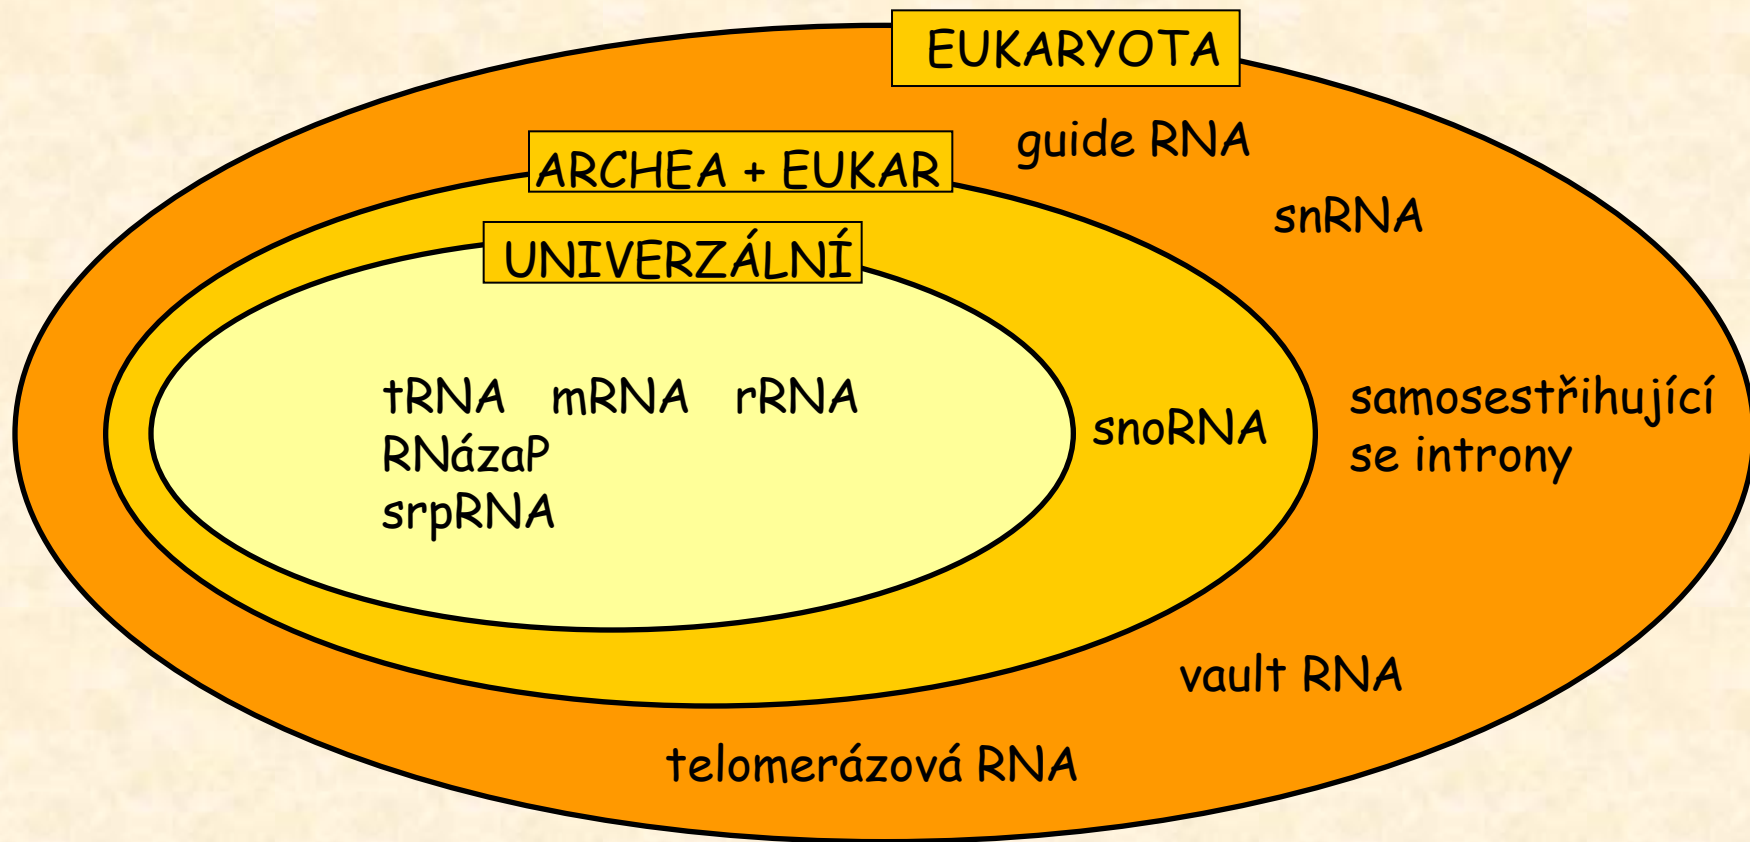 EUKARYOTA
guide RNA
ARCHEA + EUKAR
snRNA
UNIVERZÁLNÍ
tRNA mRNA rRNA
RNázaP
srpRNA
snoRNA
samosestřihující
se introny
vault RNA
telomerázová RNA